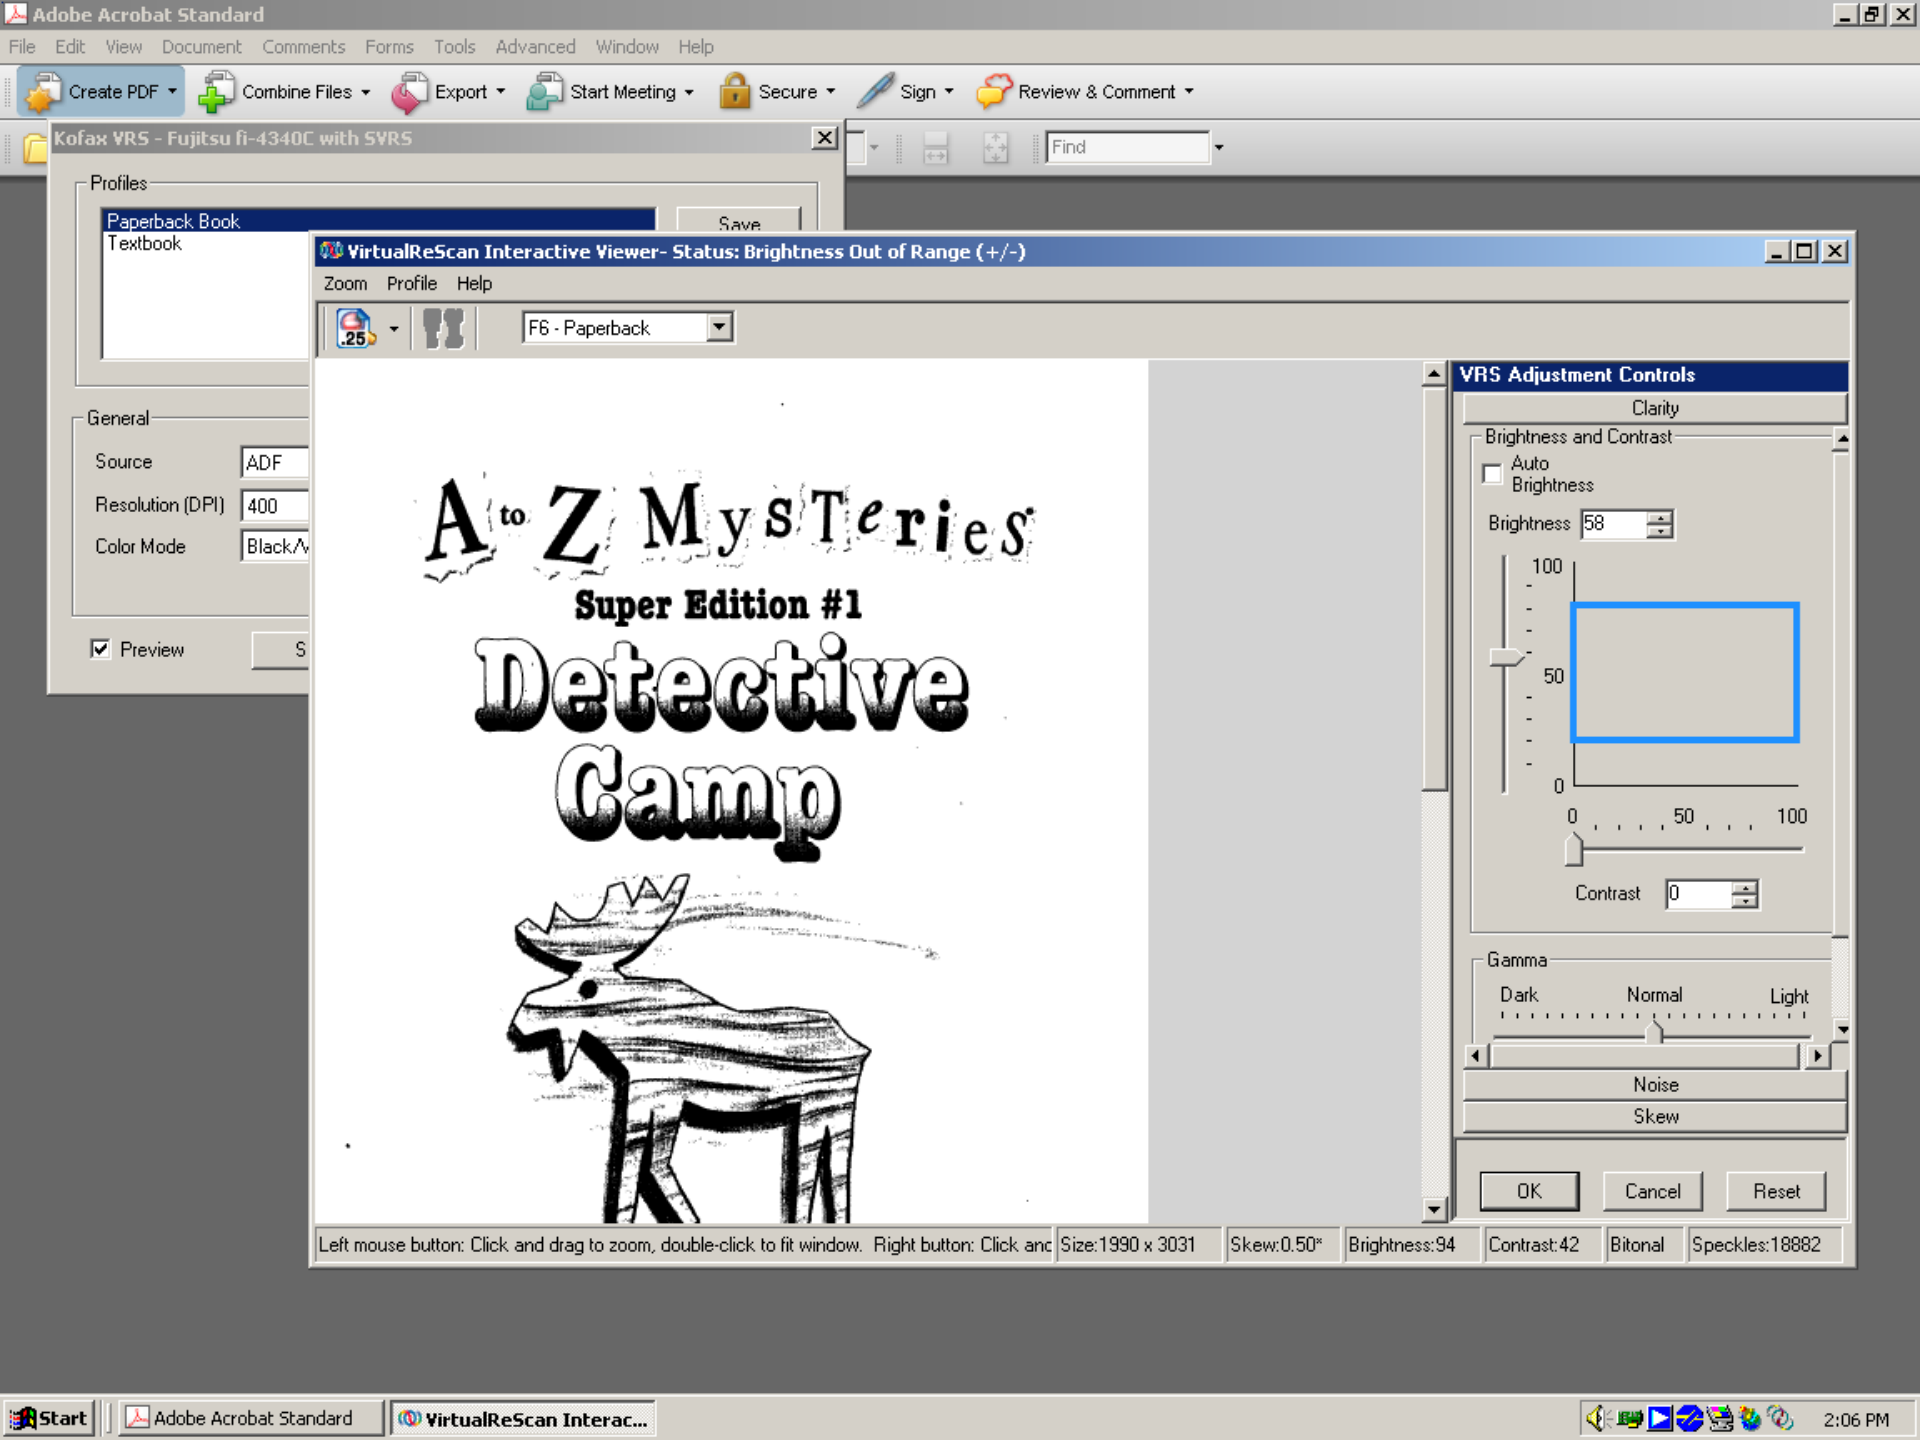 Adobe Acrobat Standard
File Edit View Document Comments Forms Tools Advanced Window Help
Create PDF Combine Files Export Start Meeting Secure Sign Review & Comment
Kofax VRS - Fujitsu fi-4340C with SVRS
Find
Profiles
Paperback Book
Save
Textbook
VirtualReScan Interactive Viewer- Status: Brightness Out of Range (+/-)
Zoom Profile Help
.25
F6 - Paperback
VRS Adjustment Controls
Clarity
General
Brightness and Contrast
Source ADF
Auto
Brightness
Resolution (DPI) 400
Brightness 58
Color Mode Black/
A to Z Mysteries
Super Edition #1
Detective
Camp
100
50
0
0 50 100
Preview S
Contrast 0
Gamma
Dark Normal Light
Noise
Skew
OK Cancel Reset
Left mouse button: Click and drag to zoom, double-click to fit window. Right button: Click and Size:1990 x 3031 Skew:0.50* Brightness:94 Contrast:42 Bitonal Speckles:18882
Start Adobe Acrobat Standard VirtualReScan Interac... 2:06 PM